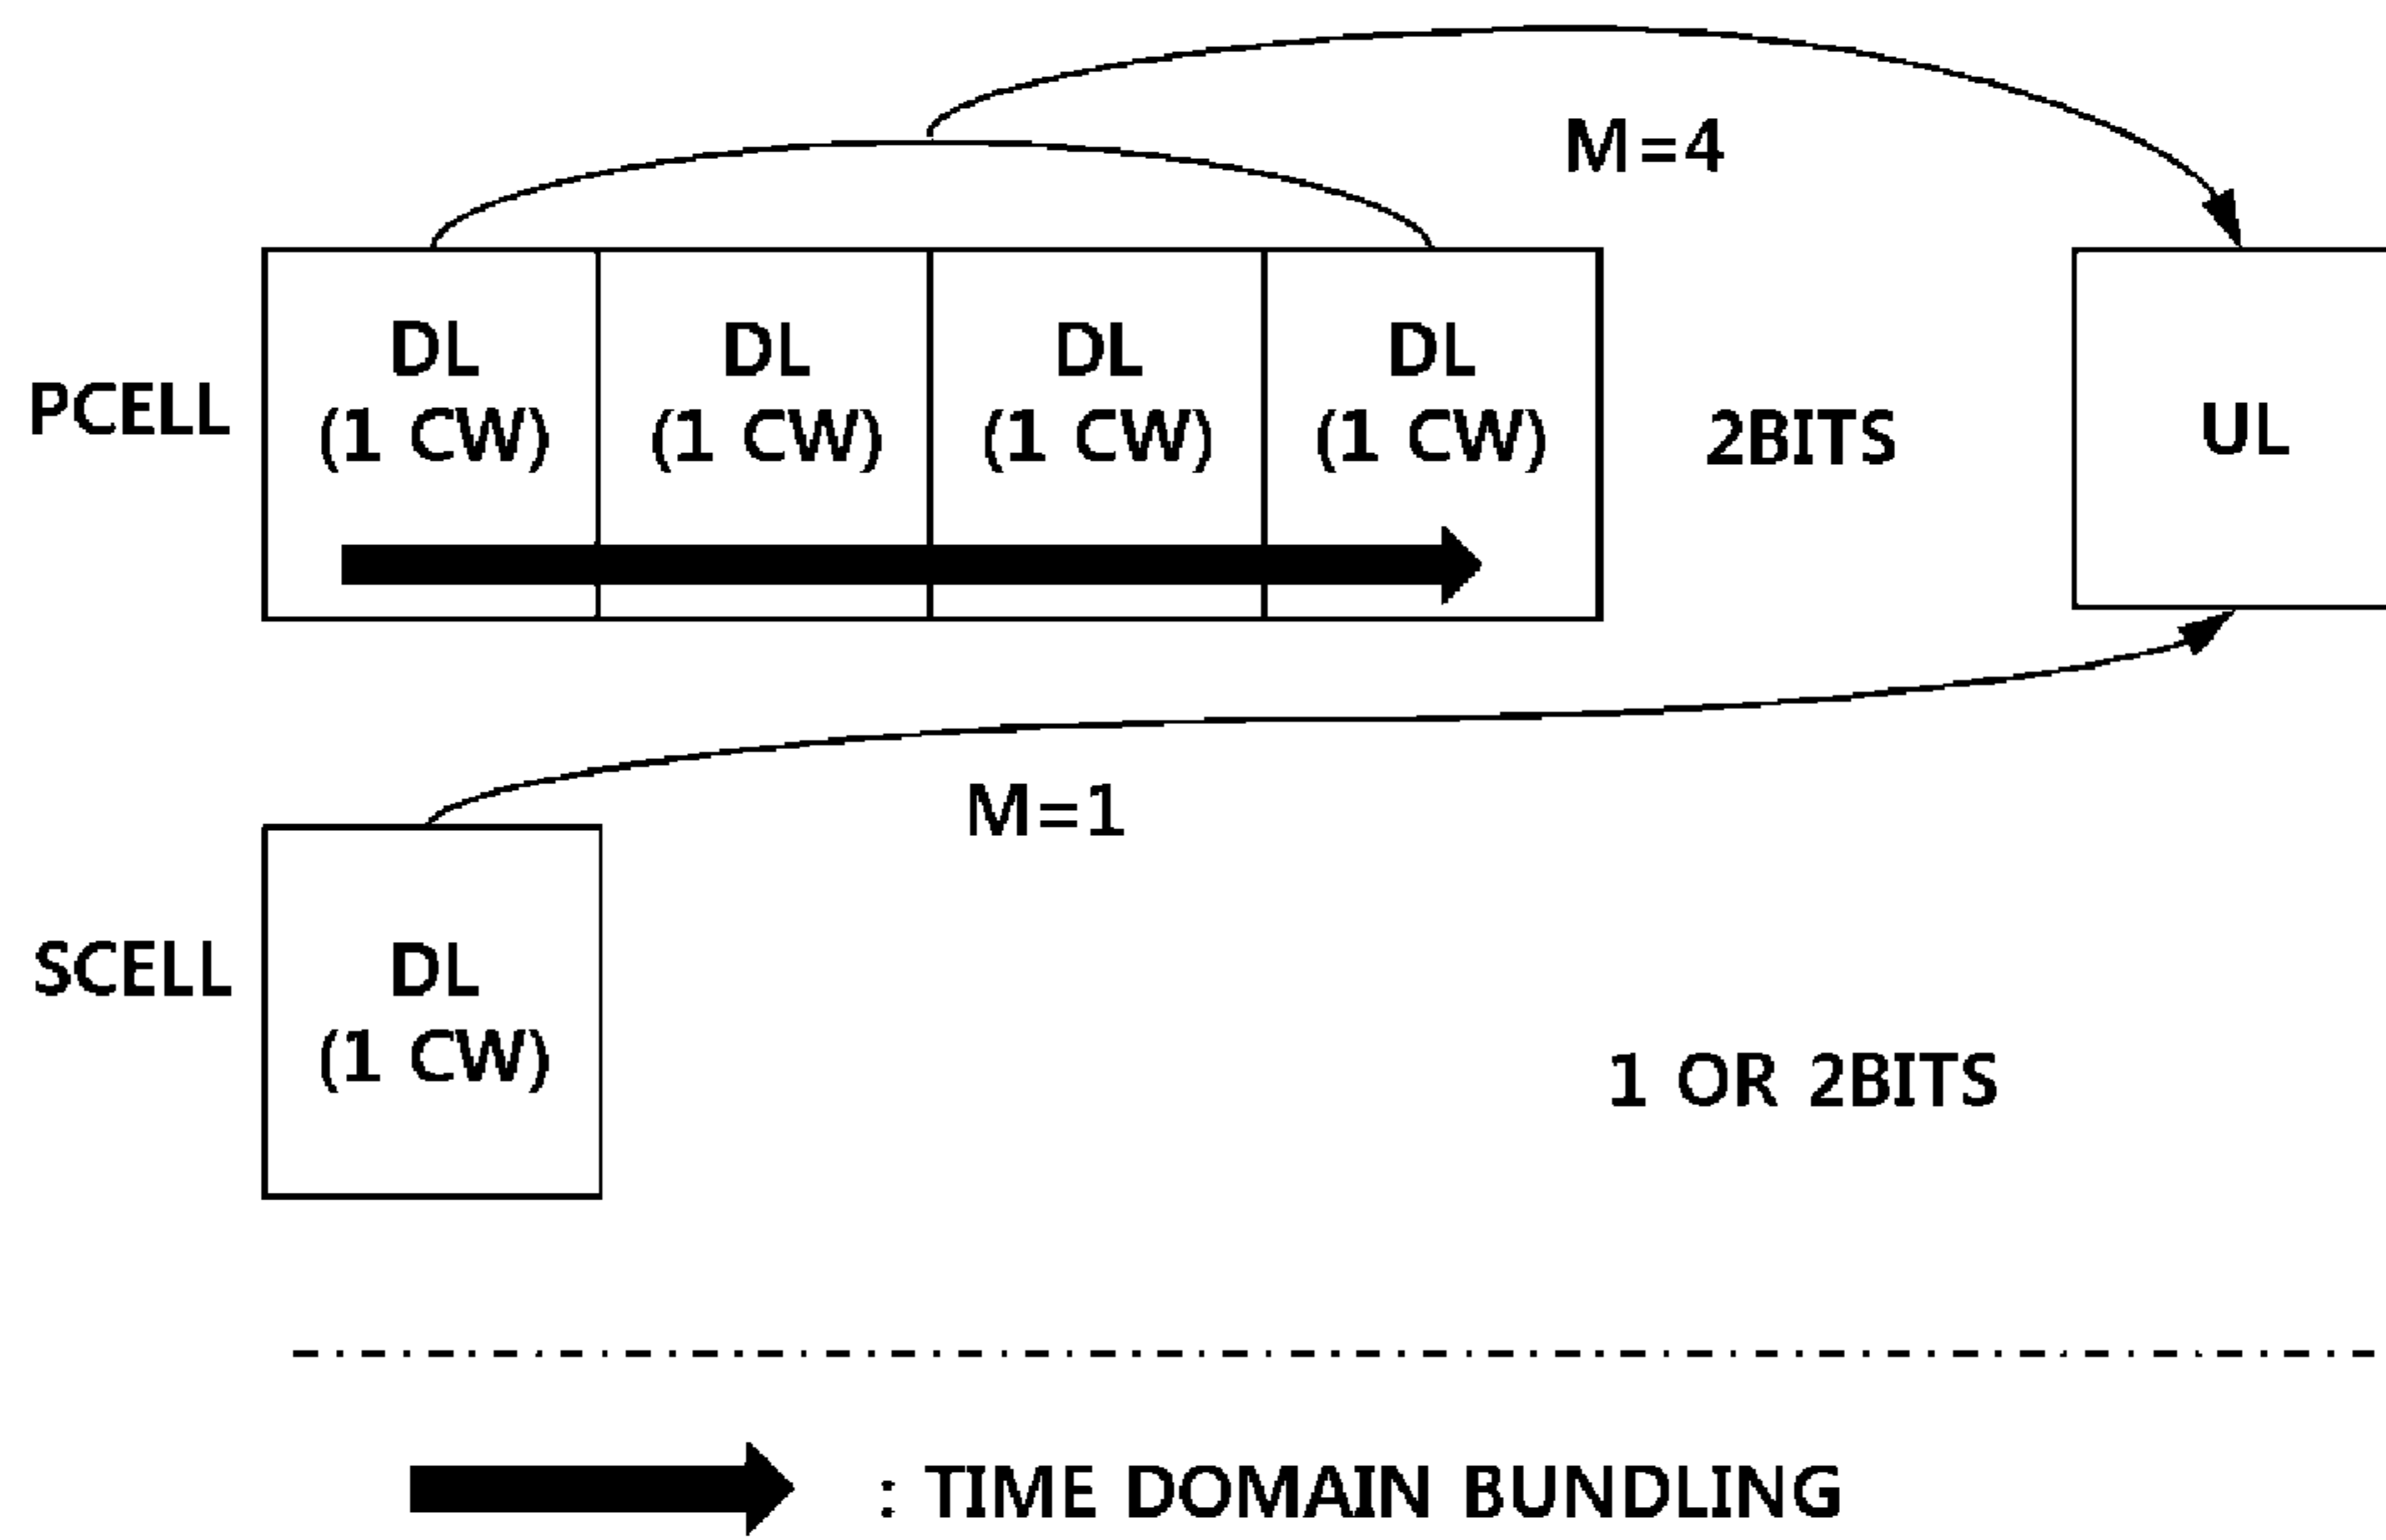 M=4
PCELL
DL
(1 CW)
DL
(1 CW)
DL
(1 CW)
DL
(1 CW)
2BITS
UL
M=1
SCELL
DL
(1 CW)
1 OR 2BITS
: TIME DOMAIN BUNDLING